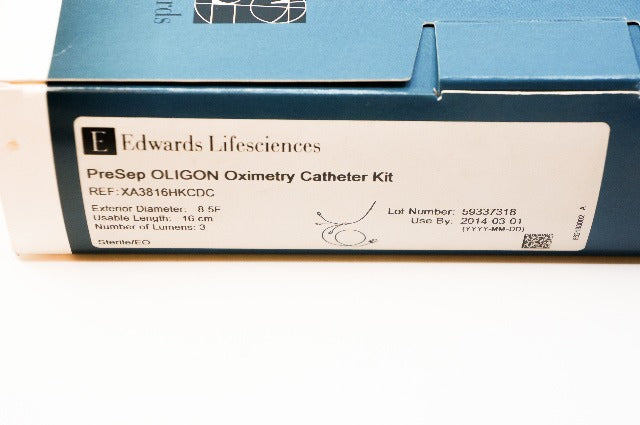 rds
E Edwards Lifesciences
PreSep OLIGON Oximetry Catheter Kit
REF: XA3816HKCDC
Exterior Diameter: 8.5F
Usable Length: 16 cm
Number of Lumens: 3
Sterile/EO
Lot Number: 59337318
Use By: 2014-03-01
(YYYY-MM-DD)